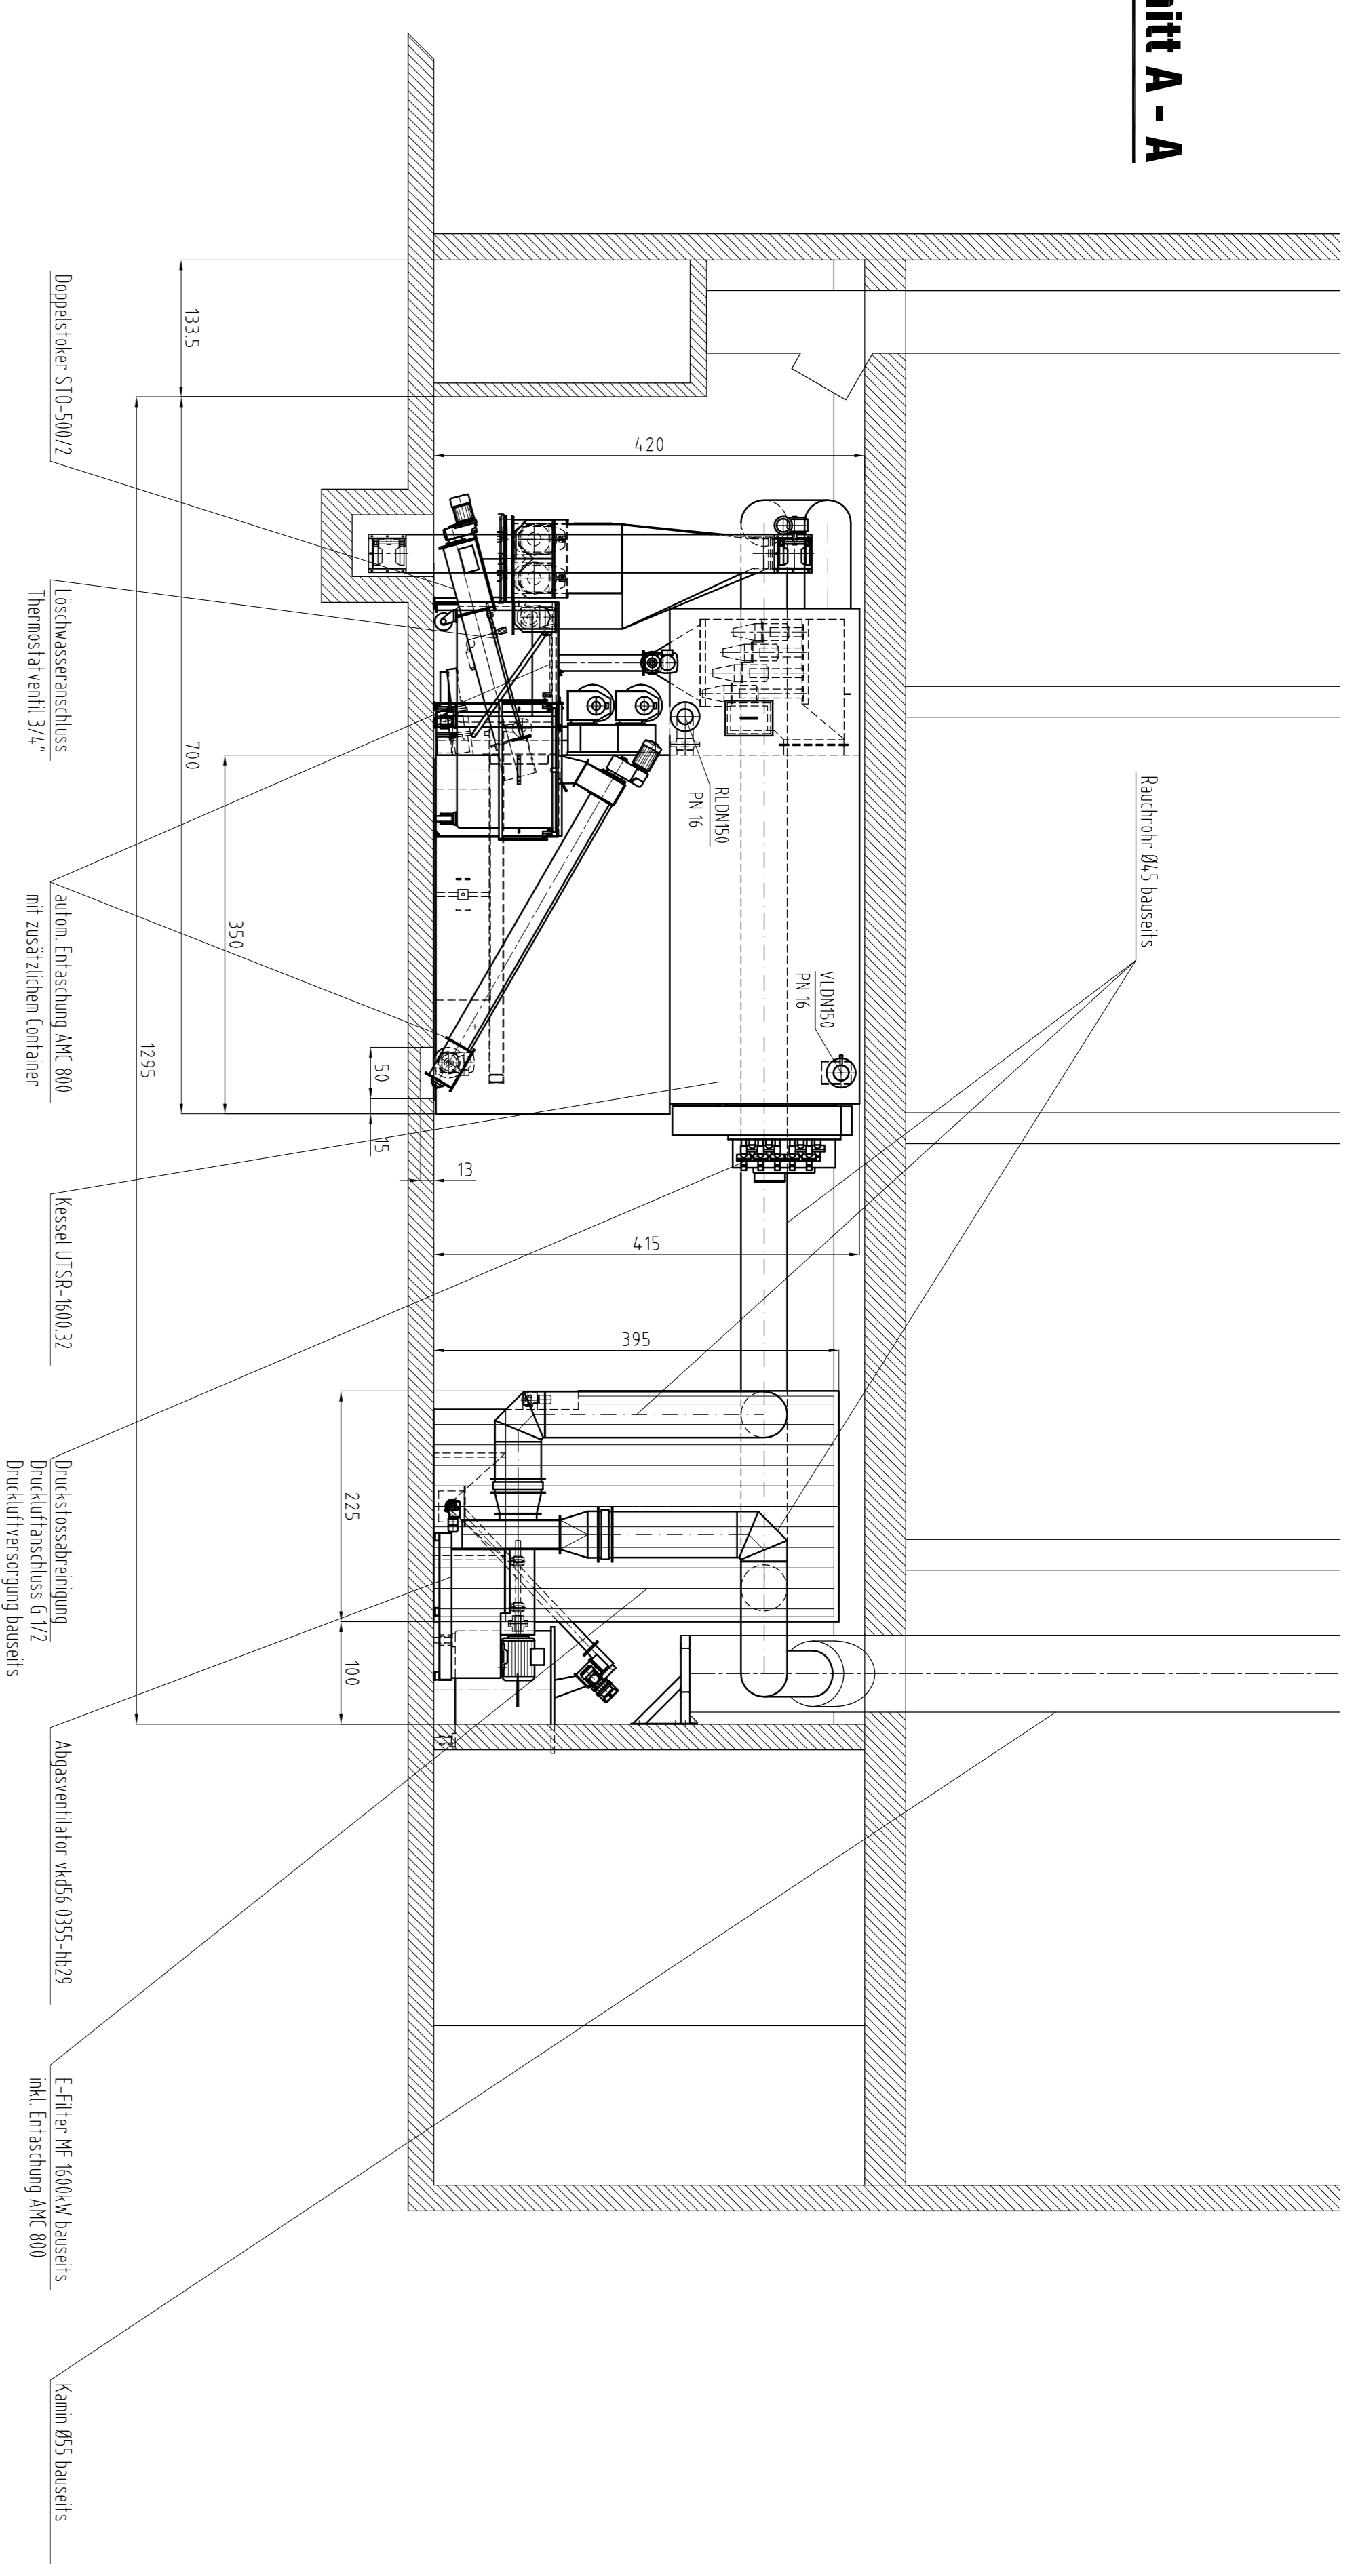 nitt A - A
Rauchrohr Ø45 bauseits
VLDN150
PN 16
RLDN150
PN 16
420
415
395
133.5
700
350
50
15
13
1295
225
100
Doppelstoker STO-500/2
Löschwasseranschluss
Thermostatventil 3/4"
autom. Entaschung AMC 800
mit zusätzlichem Container
Kessel UTSR-1600.32
Druckstossabreinigung
Druckluftanschluss G 1/2
Druckluftversorgung bauseits
Abgasventilator vkd56 0355-hb29
E-Filter MF 1600kW bauseits
inkl. Entaschung AMC 800
Kamin Ø55 bauseits